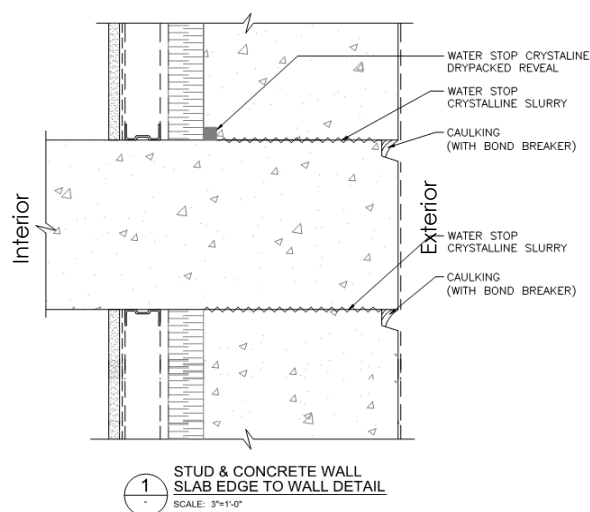 WATER STOP CRYSTALINE
DRYPACKED REVEAL
WATER STOP
CRYSTALLINE SLURRY
CAULKING
(WITH BOND BREAKER)
Interior
Exterior
WATER STOP
CRYSTALLINE SLURRY
CAULKING
(WITH BOND BREAKER)
1
-
STUD & CONCRETE WALL
SLAB EDGE TO WALL DETAIL
SCALE: 3"=1'-0"